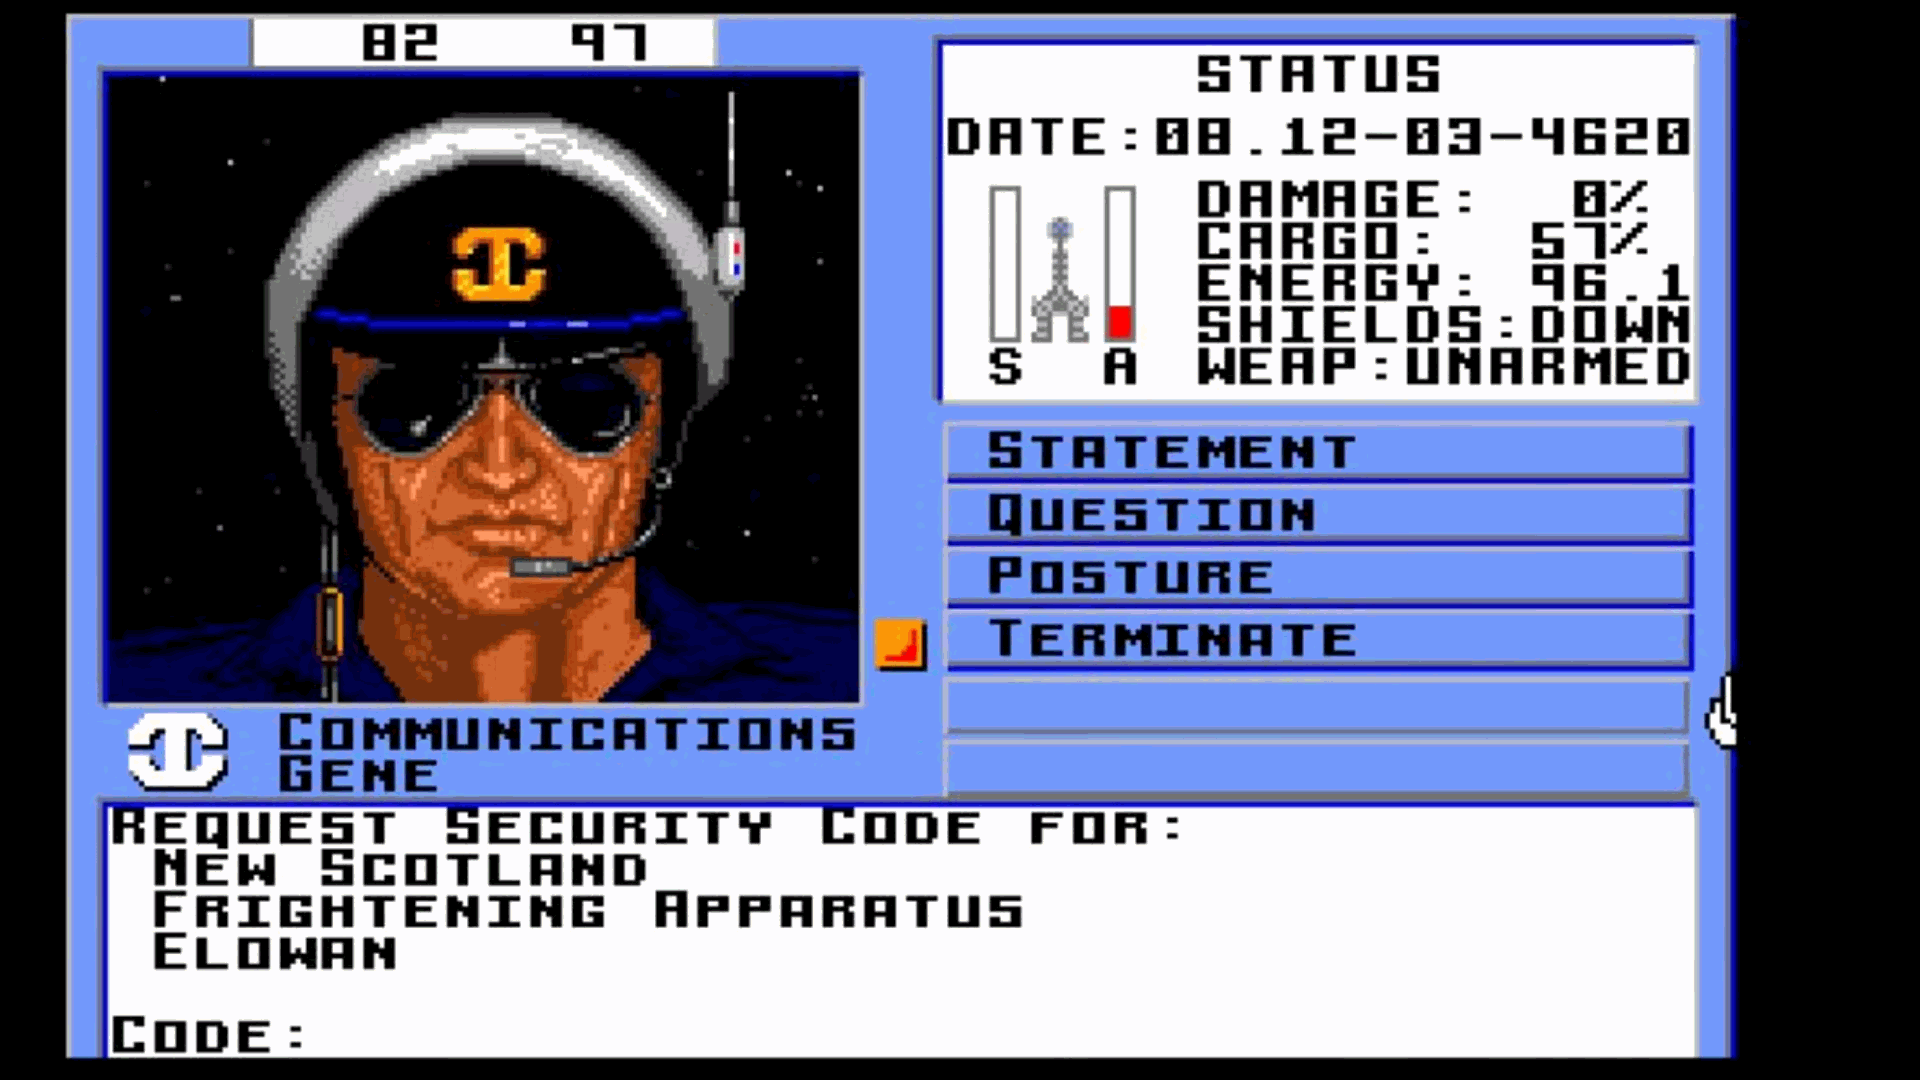 82 97
STATUS
DATE:08.12-03-4620
DAMAGE: 0%
CARGO: 57%
ENERGY: 96.1
SHIELDS:DOWN
S A WEAP:UNARMED
STATEMENT
QUESTION
POSTURE
TERMINATE
COMMUNICATIONS
GENE
REQUEST SECURITY CODE FOR:
NEW SCOTLAND
FRIGHTENING APPARATUS
ELOWAN
CODE: